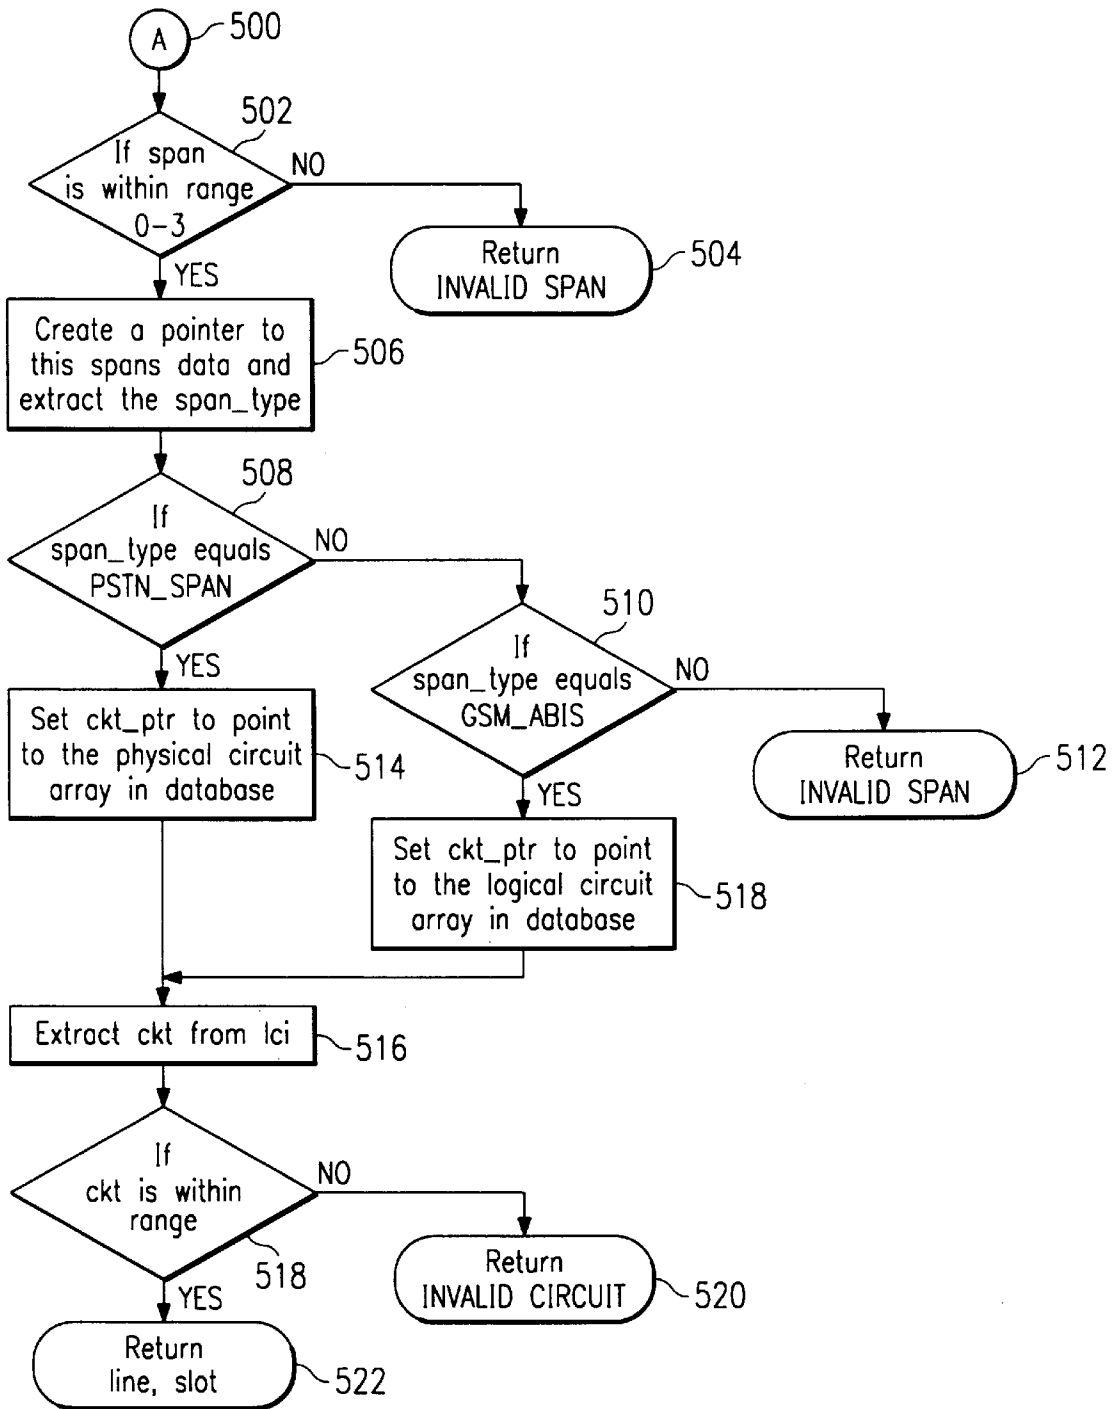 A
500
502
If span
is within range
0-3
NO
YES
Return
INVALID SPAN
504
Create a pointer to
this spans data and
extract the span_type
506
508
If
span_type equals
PSTN_SPAN
NO
YES
510
If
span_type equals
GSM_ABIS
NO
YES
Return
INVALID SPAN
512
Set ckt_ptr to point
to the physical circuit
array in database
514
Set ckt_ptr to point
to the logical circuit
array in database
518
Extract ckt from lci
516
If
ckt is within
range
NO
518
YES
Return
INVALID CIRCUIT
520
Return
line, slot
522